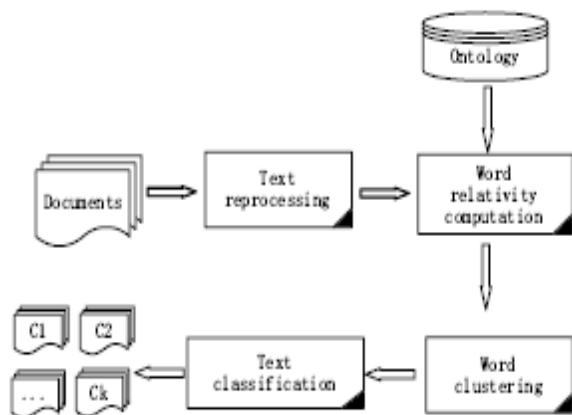 Ontology
Documents
Text
reprocessing
Word
relativity
computation
C1
C2
...
Ck
Text
classification
Word
clustering